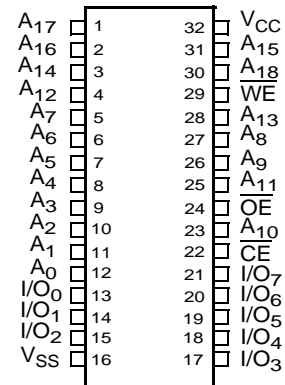 A17 1 32 VCC
A16 2 31 A15
A14 3 30 A18
A12 4 29 WE
A7 5 28 A13
A6 6 27 A8
A5 7 26 A9
A4 8 25 A11
A3 9 24 OE
A2 10 23 A10
A1 11 22 CE
A0 12 21 I/O7
I/O0 13 20 I/O6
I/O1 14 19 I/O5
I/O2 15 18 I/O4
VSS 16 17 I/O3